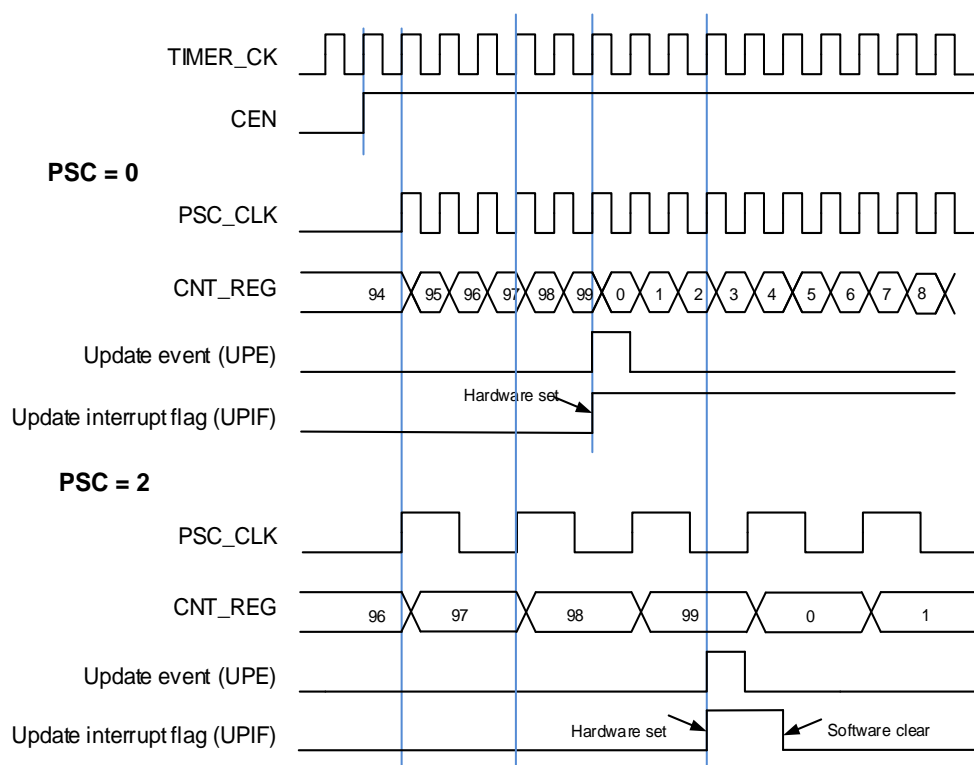 TIMER_CK
CEN
PSC = 0
PSC_CLK
CNT_REG 94 95 96 97 98 99 0 1 2 3 4 5 6 7 8
Update event (UPE)
Hardware set
Update interrupt flag (UPIF)
PSC = 2
PSC_CLK
CNT_REG 96 97 98 99 0 1
Update event (UPE)
Update interrupt flag (UPIF) Hardware set Software clear